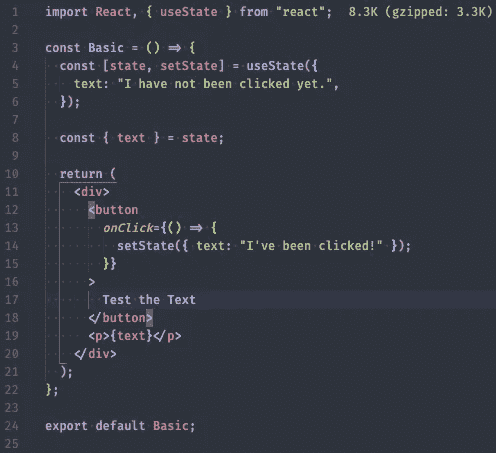 1 import React, { useState } from "react"; 8.3K (gzipped: 3.3K)
2
3 const Basic = () => {
4   const [state, setState] = useState({
5     text: "I have not been clicked yet.",
6   });
7
8   const { text } = state;
9
10   return (
11     <div>
12       <button
13         onClick={() => {
14           setState({ text: "I've been clicked!" });
15         }}
16       >
17         Test the Text
18       </button>
19       <p>{text}</p>
20     </div>
21   );
22 };
23
24 export default Basic;
25